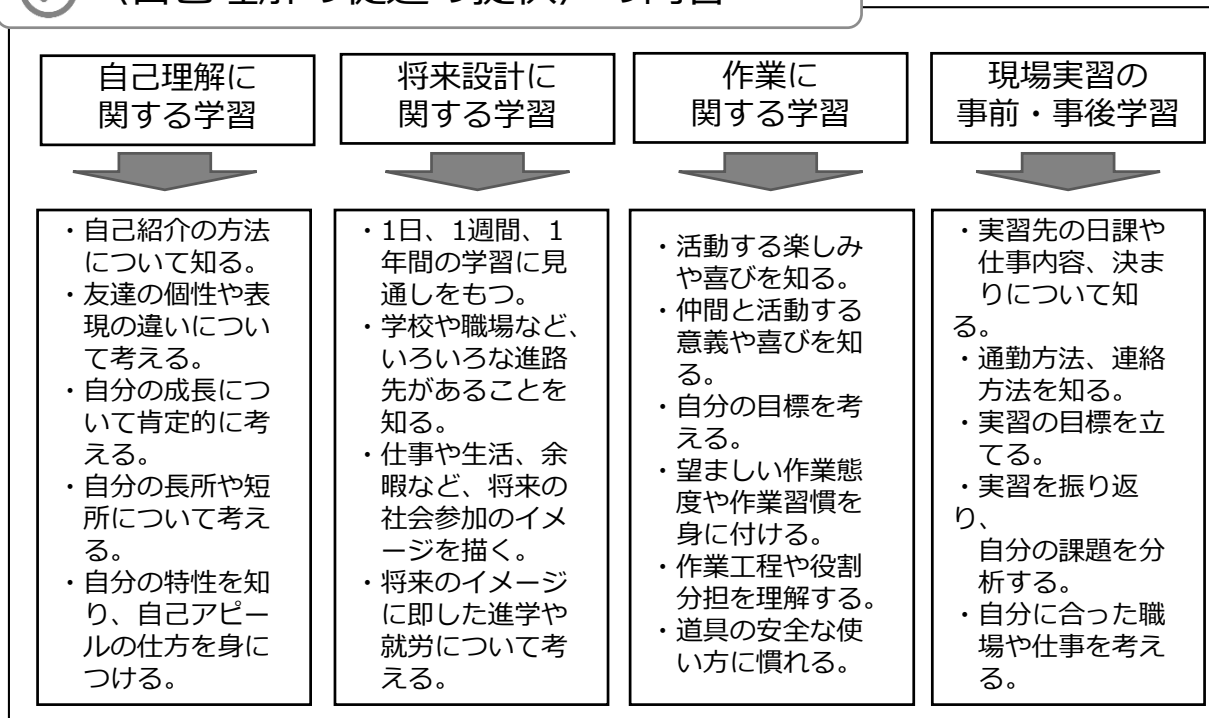 自己理解に
関する学習
・自己紹介の方法
について知る。
・友達の個性や表
現の違いについ
て考える。
・自分の成長につ
いて肯定的に考
える。
・自分の長所や短
所について考え
る。
・自分の特性を知
り、自己アピー
ルの仕方を身に
つける。
将来設計に
関する学習
・1日、1週間、1
年間の学習に見
通しをもつ。
・学校や職場など、
いろいろな進路
先があることを
知る。
・仕事や生活、余
暇など、将来の
社会参加のイメ
ージを描く。
・将来のイメージ
に即した進学や
就労について考
える。
作業に
関する学習
・活動する楽しみ
や喜びを知る。
・仲間と活動する
意義や喜びを知
る。
・自分の目標を考
える。
・望ましい作業態
度や作業習慣を
身に付ける。
・作業工程や役割
分担を理解する。
・道具の安全な使
い方に慣れる。
現場実習の
事前・事後学習
・実習先の日課や
仕事内容、決ま
りについて知
る。
・通勤方法、連絡
方法を知る。
・実習の目標を立
てる。
・実習を振り返
り、
自分の課題を分
析する。
・自分に合った職
場や仕事を考え
る。